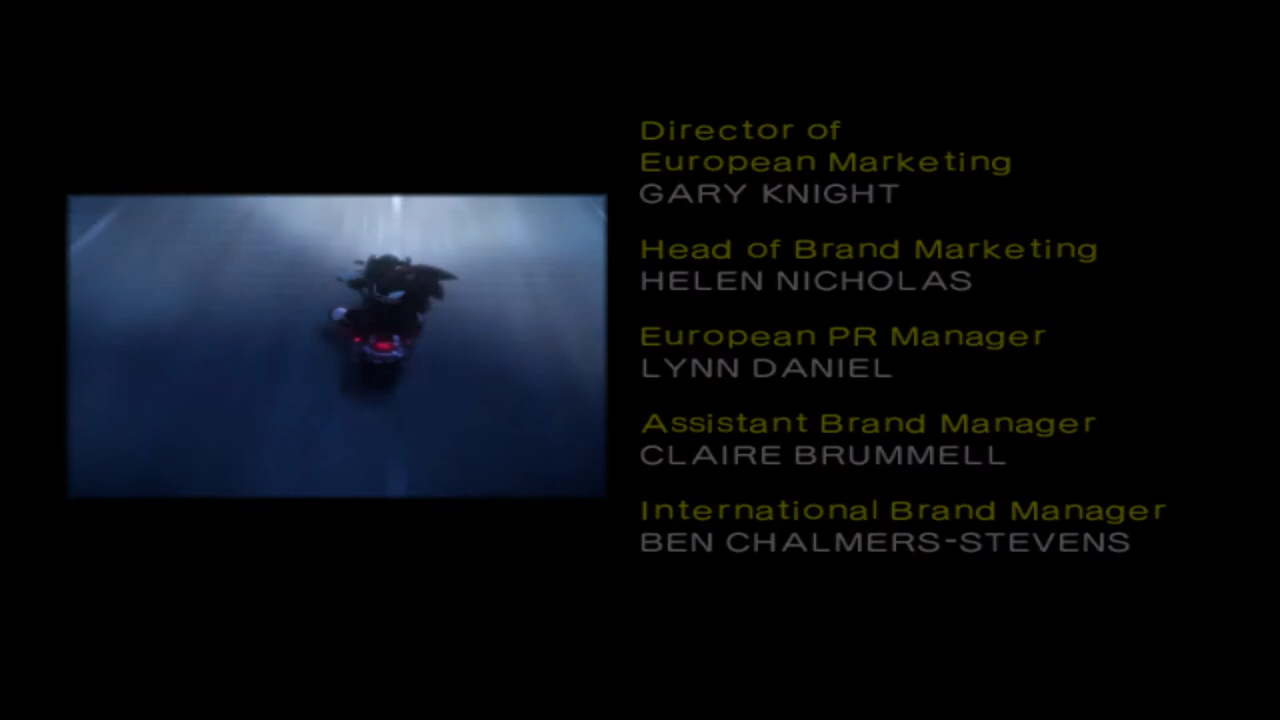 Director of
European Marketing
GARY KNIGHT
Head of Brand Marketing
HELEN NICHOLAS
European PR Manager
LYNN DANIEL
Assistant Brand Manager
CLAIRE BRUMMELL
International Brand Manager
BEN CHALMERS-STEVENS